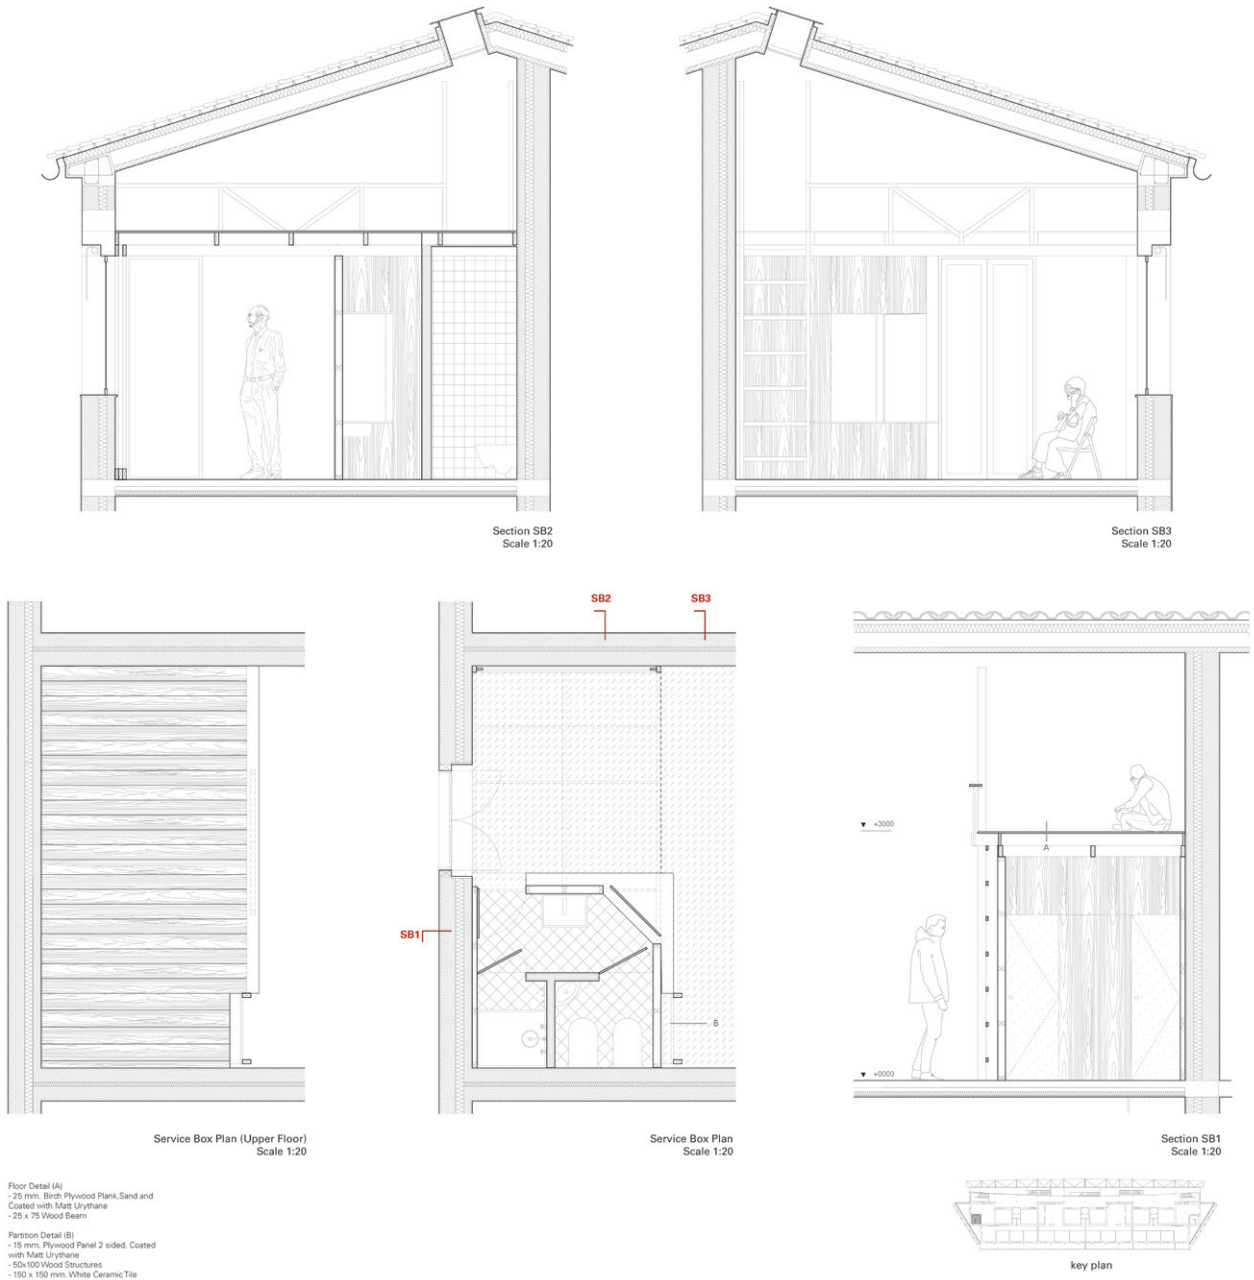 Section SB2
Scale 1:20
Section SB3
Scale 1:20
SB2
SB3
SB1
+3000
A
B
+0000
Service Box Plan (Upper Floor)
Scale 1:20
Service Box Plan
Scale 1:20
Section SB1
Scale 1:20
Floor Detail (A)
- 25 mm. Birch Plywood Plank,Sand and
Coated with Matt Urythane
- 25 x 75 Wood Beam
Partition Detail (B)
- 15 mm. Plywood Panel 2 sided, Coated
with Matt Urythane
- 50x100 Wood Structures
- 150 x 150 mm. White Ceramic Tile
key plan